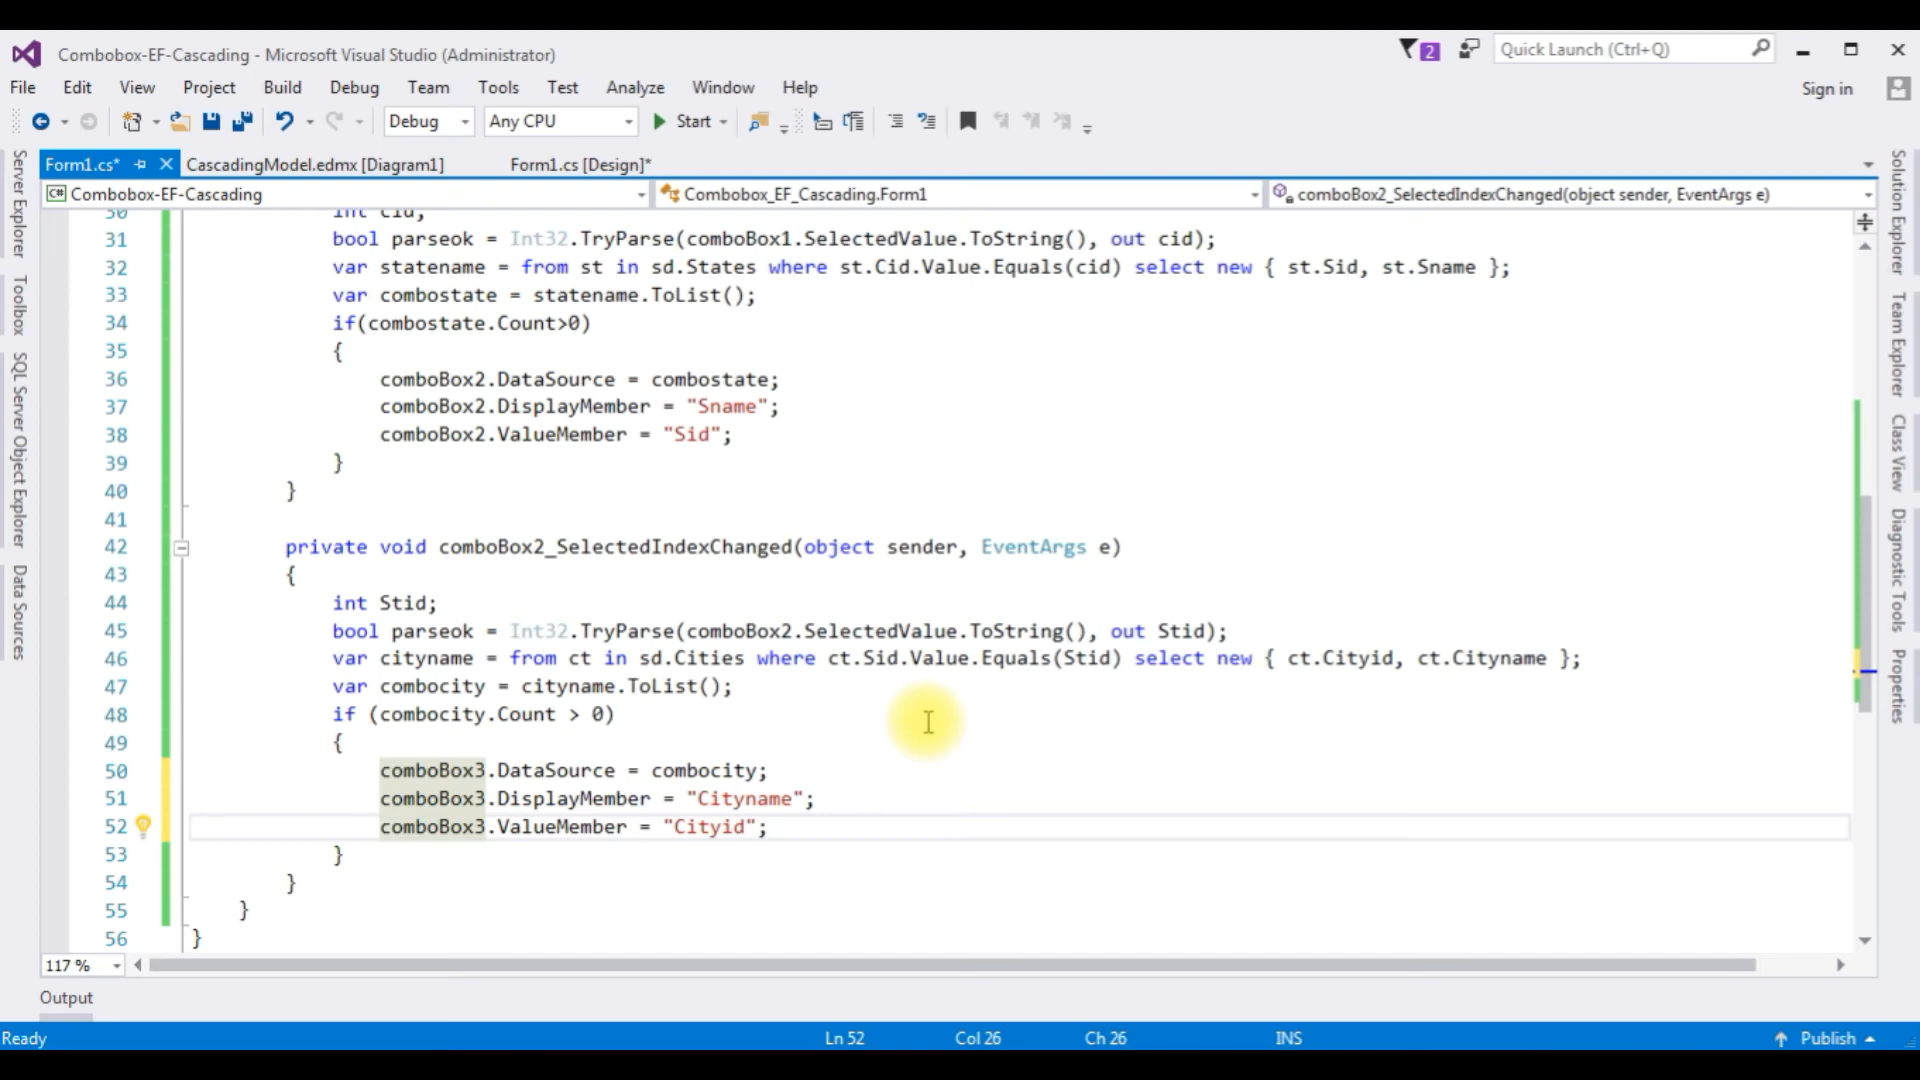 Combobox-EF-Cascading - Microsoft Visual Studio (Administrator)
2
Quick Launch (Ctrl+Q)
File Edit View Project Build Debug Team Tools Test Analyze Window Help
Sign in
Debug
Any CPU
Start
Form1.cs*
CascadingModel.edmx [Diagram1]
Form1.cs [Design]*
C# Combobox-EF-Cascading
Combobox_EF_Cascading.Form1
comboBox2_SelectedIndexChanged(object sender, EventArgs e)
Server Explorer
Toolbox
SQL Server Object Explorer
Data Sources
30 int cid;
31 bool parseok = Int32.TryParse(comboBox1.SelectedValue.ToString(), out cid);
32 var statename = from st in sd.States where st.Cid.Value.Equals(cid) select new { st.Sid, st.Sname };
33 var combostate = statename.ToList();
34 if(combostate.Count>0)
35 {
36 comboBox2.DataSource = combostate;
37 comboBox2.DisplayMember = "Sname";
38 comboBox2.ValueMember = "Sid";
39 }
40 }
41
42 private void comboBox2_SelectedIndexChanged(object sender, EventArgs e)
43 {
44 int Stid;
45 bool parseok = Int32.TryParse(comboBox2.SelectedValue.ToString(), out Stid);
46 var cityname = from ct in sd.Cities where ct.Sid.Value.Equals(Stid) select new { ct.Cityid, ct.Cityname };
47 var combocity = cityname.ToList();
48 if (combocity.Count > 0)
49 {
50 comboBox3.DataSource = combocity;
51 comboBox3.DisplayMember = "Cityname";
52 comboBox3.ValueMember = "Cityid";
53 }
54 }
55 }
56 }
Solution Explorer
Team Explorer
Class View
Diagnostic Tools
Properties
117 %
Output
Ready
Ln 52
Col 26
Ch 26
INS
Publish